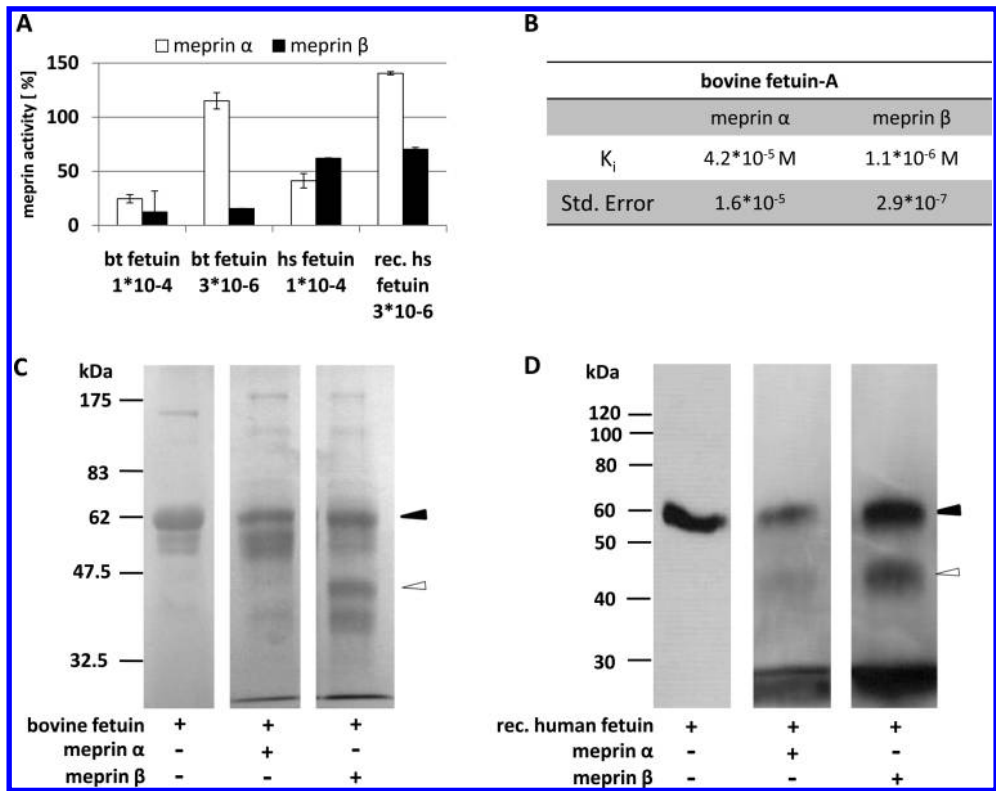 A
meprin α meprin β
meprin activity [ %]
150
100
50
0
bt fetuin 1*10-4
bt fetuin 3*10-6
hs fetuin 1*10-4
rec. hs fetuin 3*10-6
B
bovine fetuin-A
meprin α meprin β
Ki 4.2*10-5 M 1.1*10-6 M
Std. Error 1.6*10-5 2.9*10-7
C
kDa
175
83
62
47.5
32.5
bovine fetuin + + +
meprin α - + -
meprin β - - +
D
kDa
120
100
80
60
50
40
30
rec. human fetuin + + +
meprin α - + -
meprin β - - +